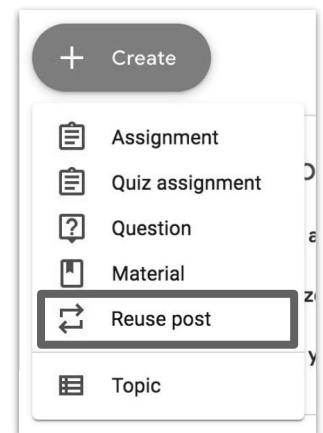 + Create
Assignment
Quiz assignment
Question
Material
Reuse post
Topic